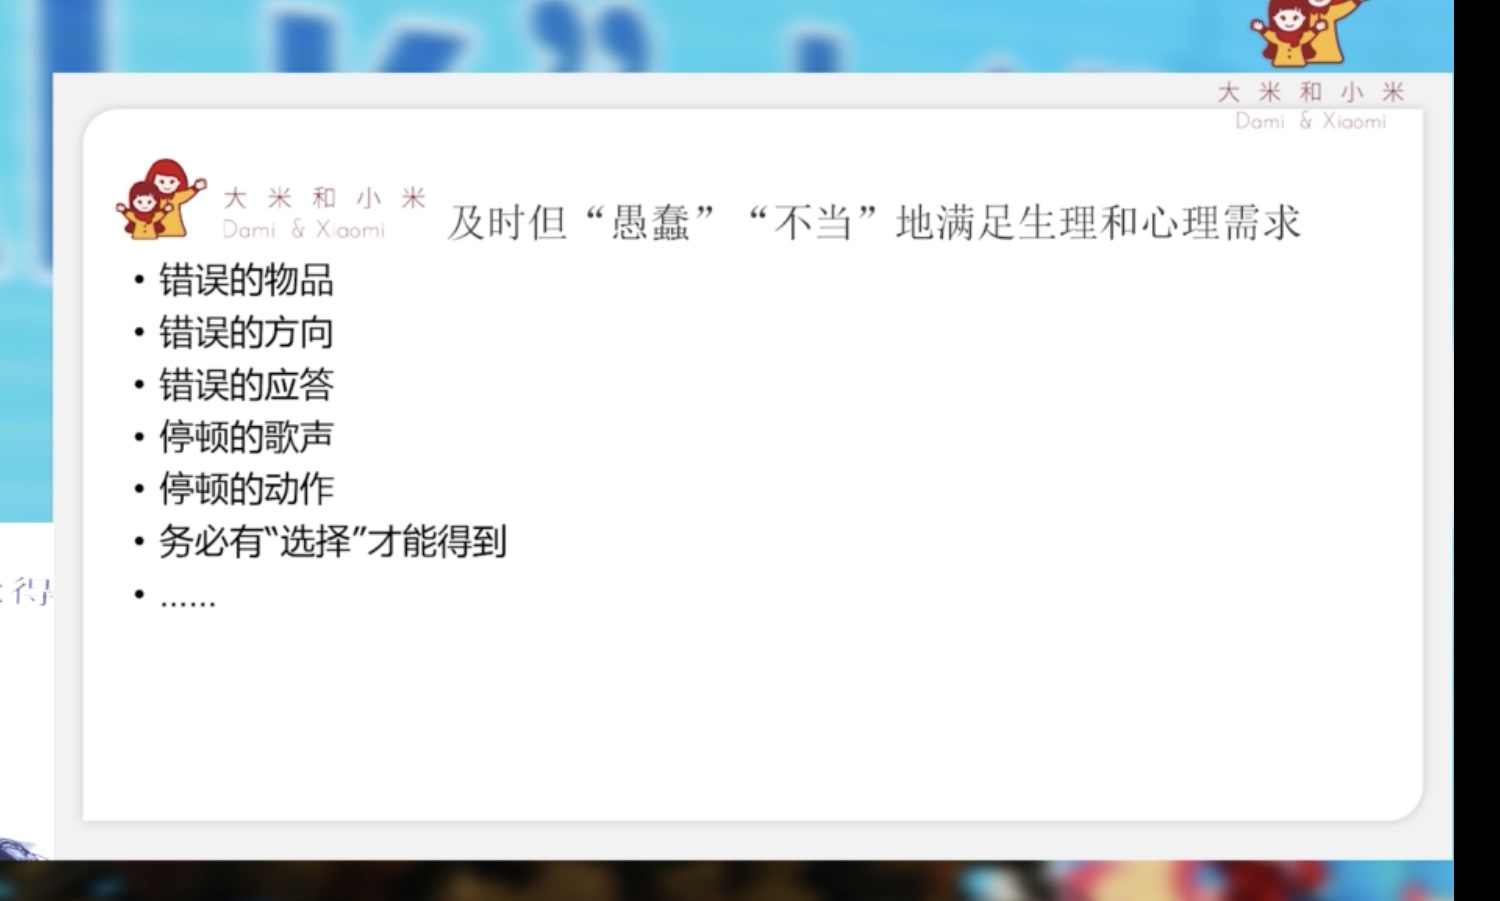 大米和小米
Dami & Xiaomi
大米和小米
Dami & Xiaomi
及时但“愚蠢”“不当”地满足生理和心理需求
• 错误的物品
• 错误的方向
• 错误的应答
• 停顿的歌声
• 停顿的动作
• 务必有“选择”才能得到
• ……